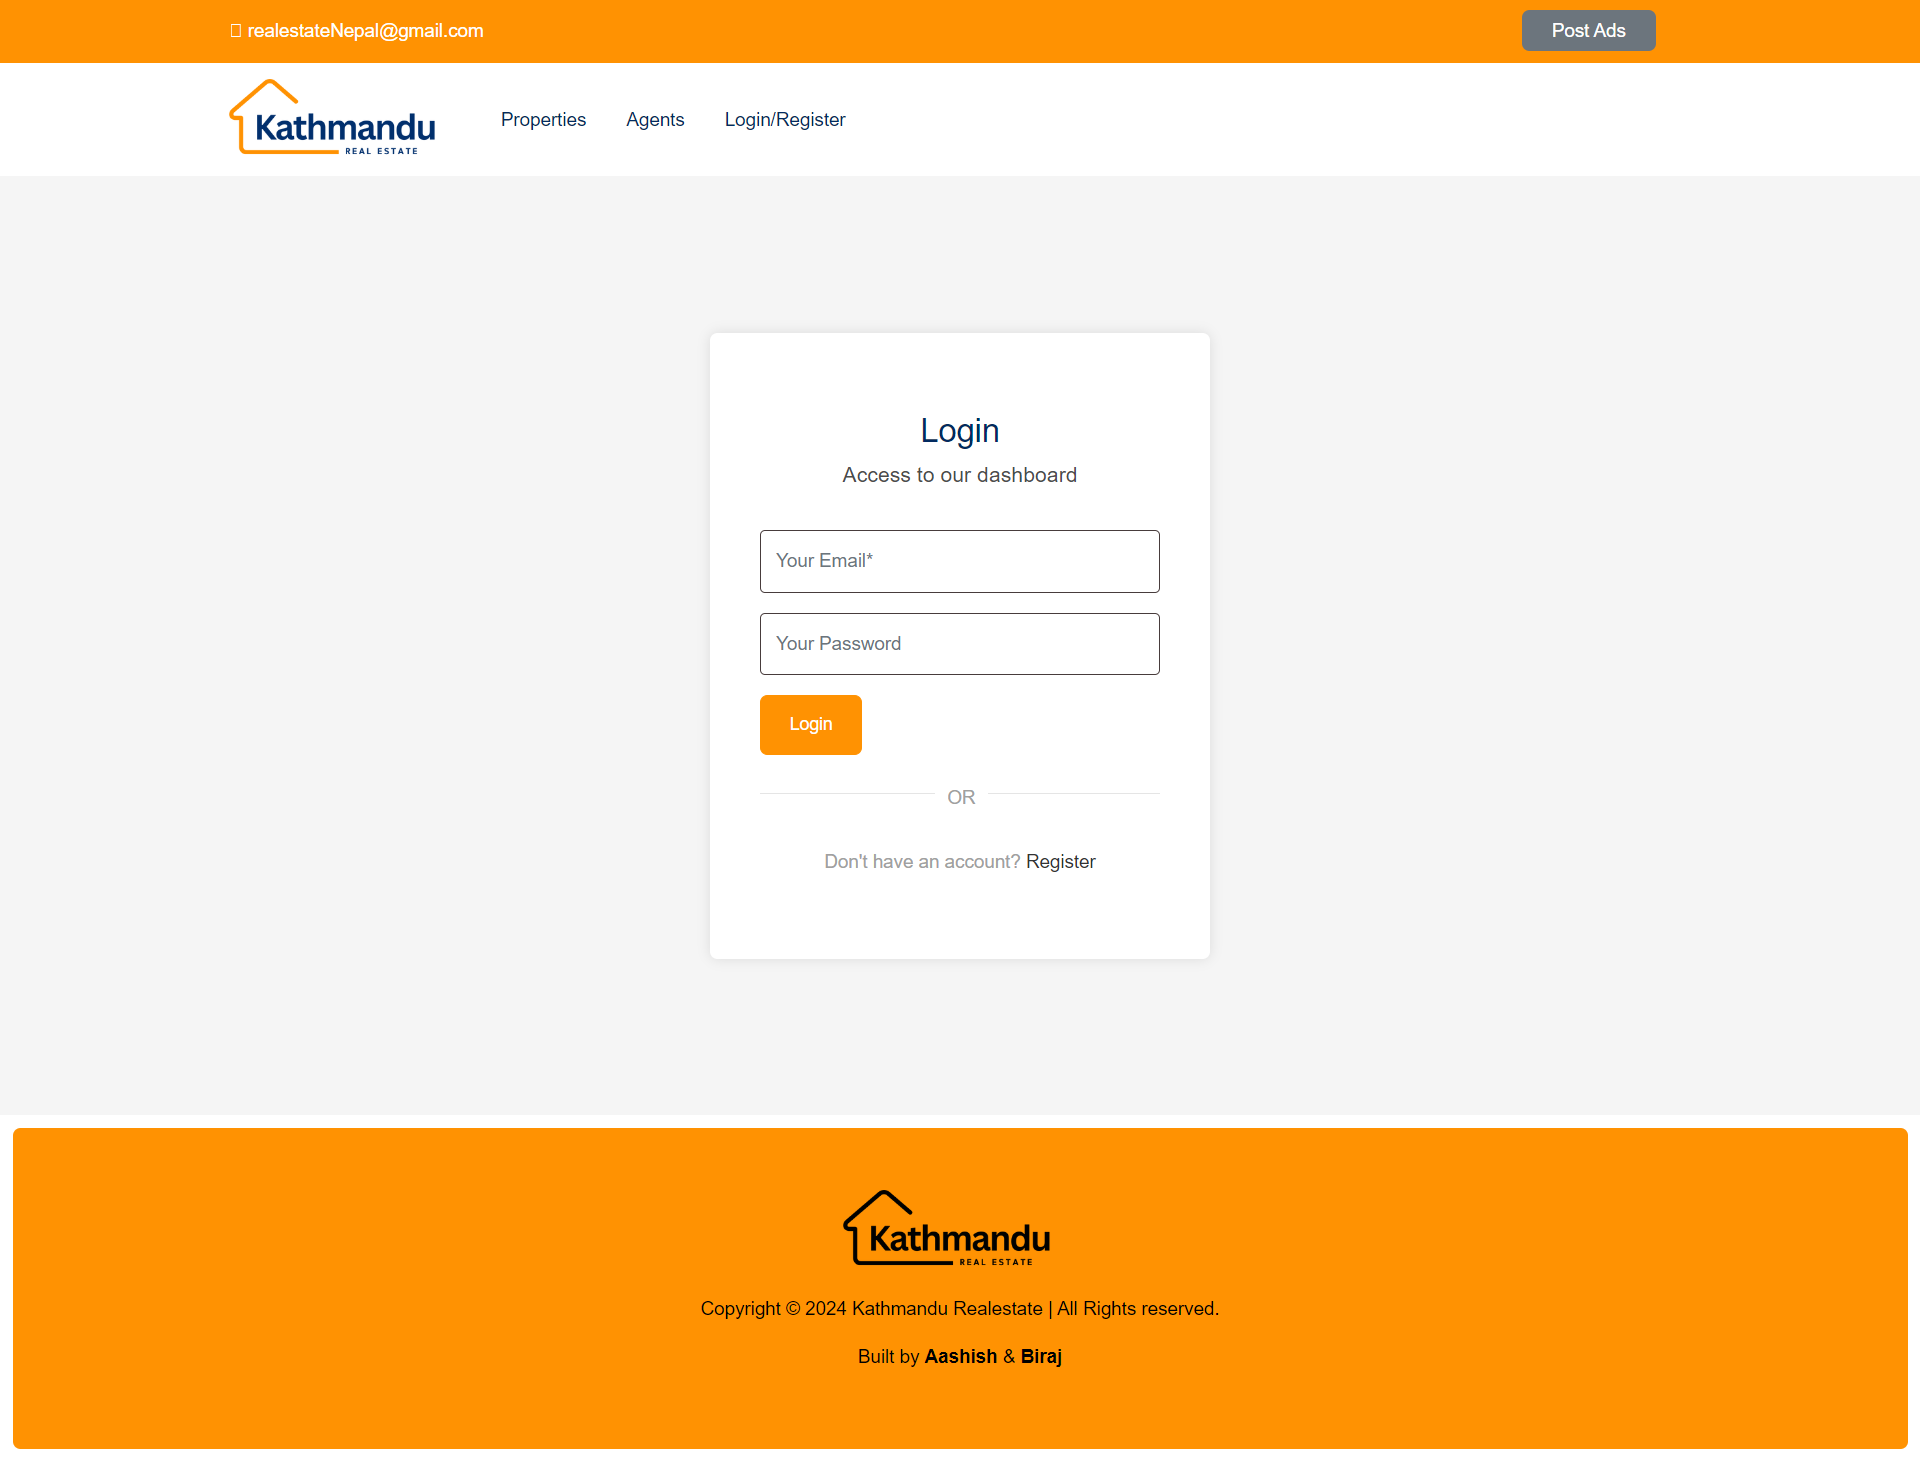 realestateNepal@gmail.com
Post Ads
Kathmandu
REAL ESTATE
Properties
Agents
Login/Register
Login
Access to our dashboard
Your Email*
Your Password
Login
OR
Don't have an account? Register
Kathmandu
REAL ESTATE
Copyright © 2024 Kathmandu Realestate | All Rights reserved.
Built by Aashish & Biraj